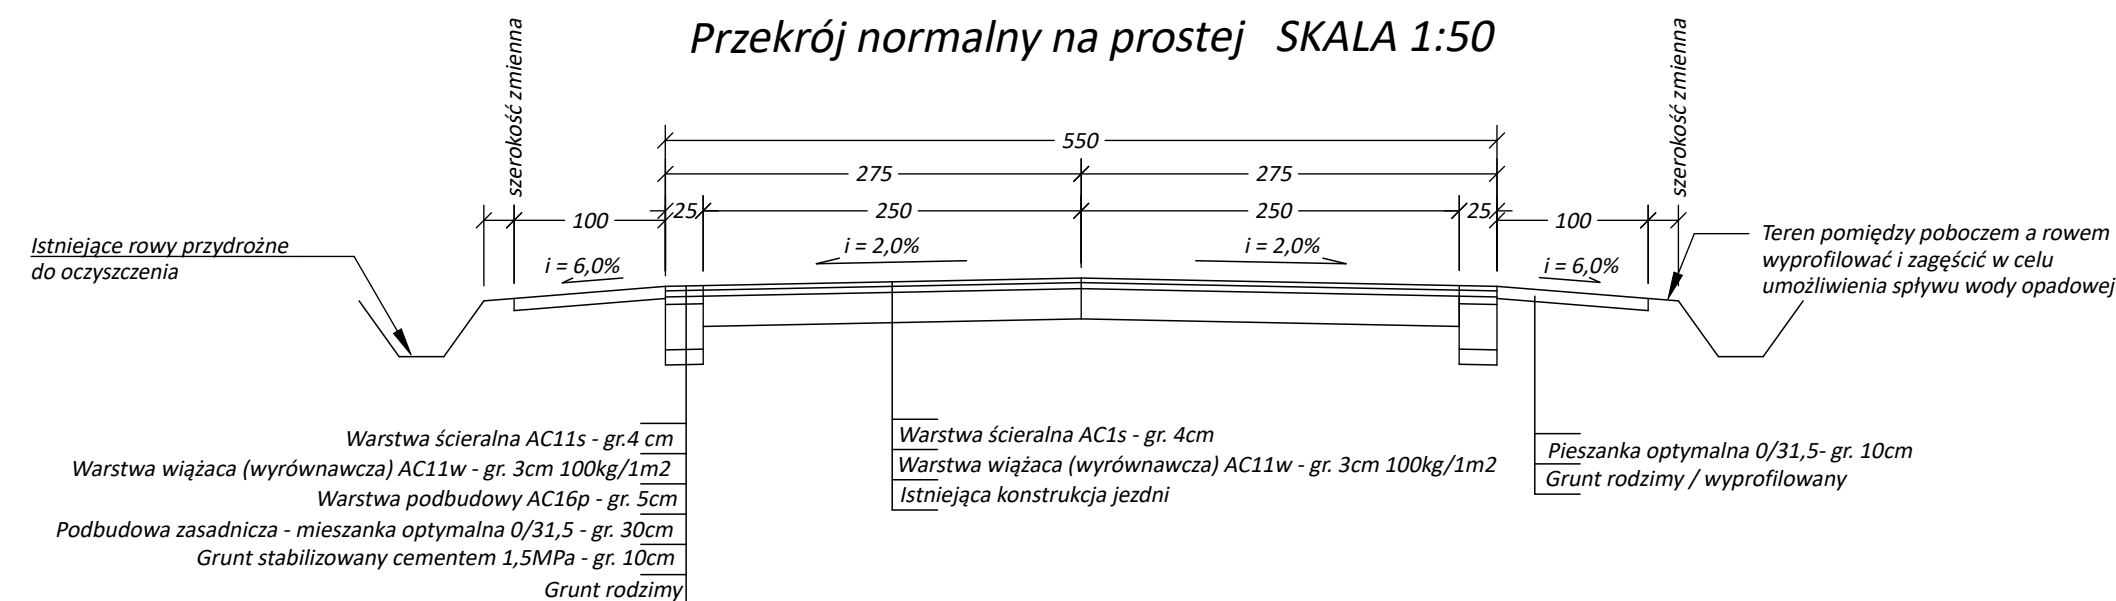 Przekrój normalny na prostej SKALA 1:50
szerokość zmienna
szerokość zmienna
550
275
275
100
25
250
250
25
100
i = 6,0%
i = 2,0%
i = 2,0%
i = 6,0%
Istniejące rowy przydrożne
do oczyszczenia
Teren pomiędzy poboczem a rowem
wyprofilować i zagęścić w celu
umożliwienia spływu wody opadowej
Warstwa ścieralna AC11s - gr.4 cm
Warstwa wiążaca (wyrównawcza) AC11w - gr. 3cm 100kg/1m2
Warstwa podbudowy AC16p - gr. 5cm
Podbudowa zasadnicza - mieszanka optymalna 0/31,5 - gr. 30cm
Grunt stabilizowany cementem 1,5MPa - gr. 10cm
Grunt rodzimy
Warstwa ścieralna AC1s - gr. 4cm
Warstwa wiążaca (wyrównawcza) AC11w - gr. 3cm 100kg/1m2
Istniejąca konstrukcja jezdni
Pieszanka optymalna 0/31,5- gr. 10cm
Grunt rodzimy / wyprofilowany